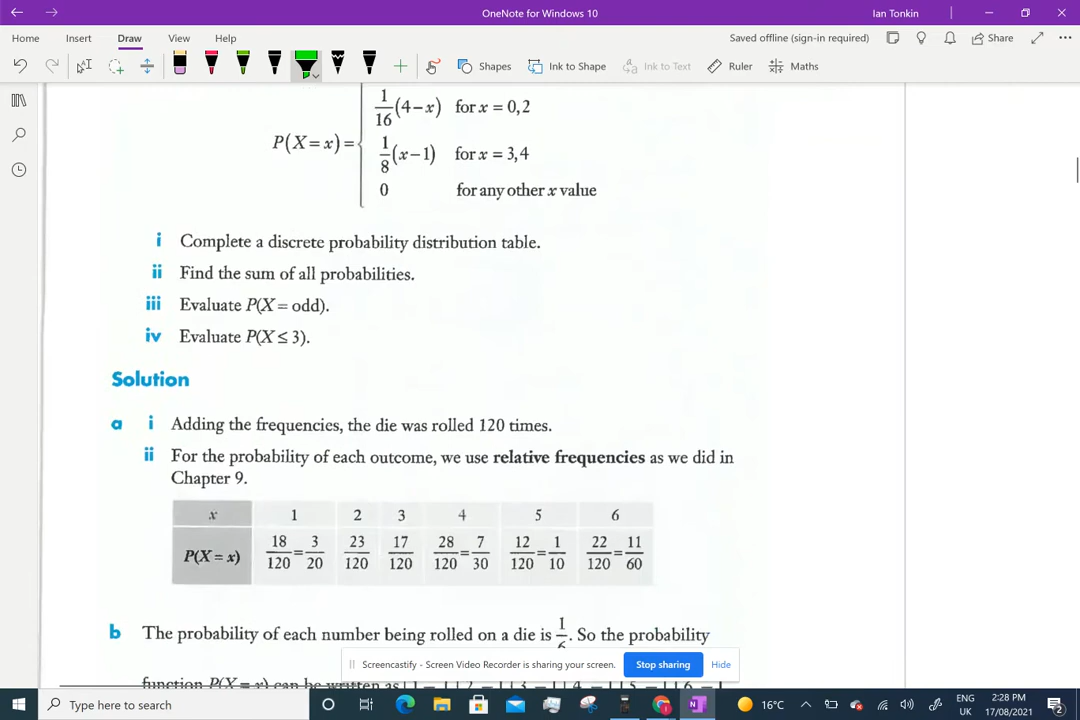 OneNote for Windows 10
Ian Tonkin
Home Insert Draw View Help
Saved offline (sign-in required)
Share
Shapes
Ink to Shape
Ink to Text
Ruler
Maths
P(X = x) =
1/16 (4 – x) for x = 0, 2
1/8 (x – 1) for x = 3, 4
0 for any other x value
i Complete a discrete probability distribution table.
ii Find the sum of all probabilities.
iii Evaluate P(X = odd).
iv Evaluate P(X ≤ 3).
Solution
a i Adding the frequencies, the die was rolled 120 times.
ii For the probability of each outcome, we use relative frequencies as we did in
Chapter 9.
x 1 2 3 4 5 6
P(X = x) 18/120 = 3/20 23/120 17/120 28/120 = 7/30 12/120 = 1/10 22/120 = 11/60
b The probability of each number being rolled on a die is 1/6. So the probability
Screencastify - Screen Video Recorder is sharing your screen.
Stop sharing
Hide
function P(X = x) can be written as
Type here to search
16°C
ENG
UK
2:28 PM
17/08/2021
2